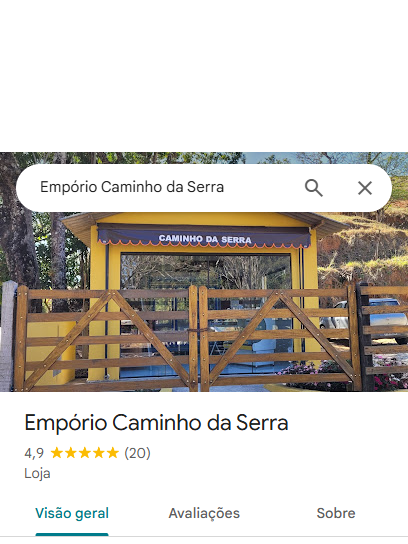 Empório Caminho da Serra
CAMINHO DA SERRA
Empório Caminho da Serra
4,9 (20)
Loja
Visão geral Avaliações Sobre